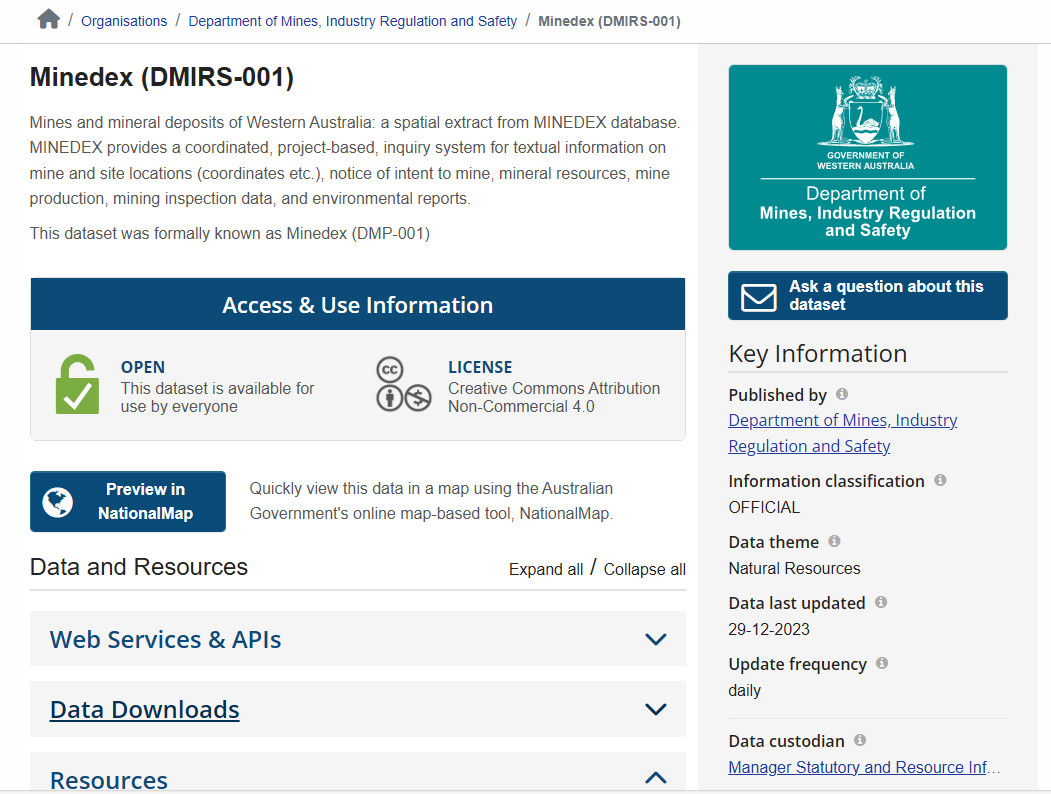 / Organisations / Department of Mines, Industry Regulation and Safety / Minedex (DMIRS-001)
Minedex (DMIRS-001)
Mines and mineral deposits of Western Australia: a spatial extract from MINEDEX database.
MINEDEX provides a coordinated, project-based, inquiry system for textual information on
mine and site locations (coordinates etc.), notice of intent to mine, mineral resources, mine
production, mining inspection data, and environmental reports.
This dataset was formally known as Minedex (DMP-001)
Access & Use Information
OPEN
This dataset is available for
use by everyone
cc
LICENSE
Creative Commons Attribution
Non-Commercial 4.0
Preview in
NationalMap
Quickly view this data in a map using the Australian
Government's online map-based tool, NationalMap.
Data and Resources
Expand all / Collapse all
Web Services & APIs
Data Downloads
Resources
GOVERNMENT OF
WESTERN AUSTRALIA
Department of
Mines, Industry Regulation
and Safety
Ask a question about this
dataset
Key Information
Published by
Department of Mines, Industry
Regulation and Safety
Information classification
OFFICIAL
Data theme
Natural Resources
Data last updated
29-12-2023
Update frequency
daily
Data custodian
Manager Statutory and Resource Inf...